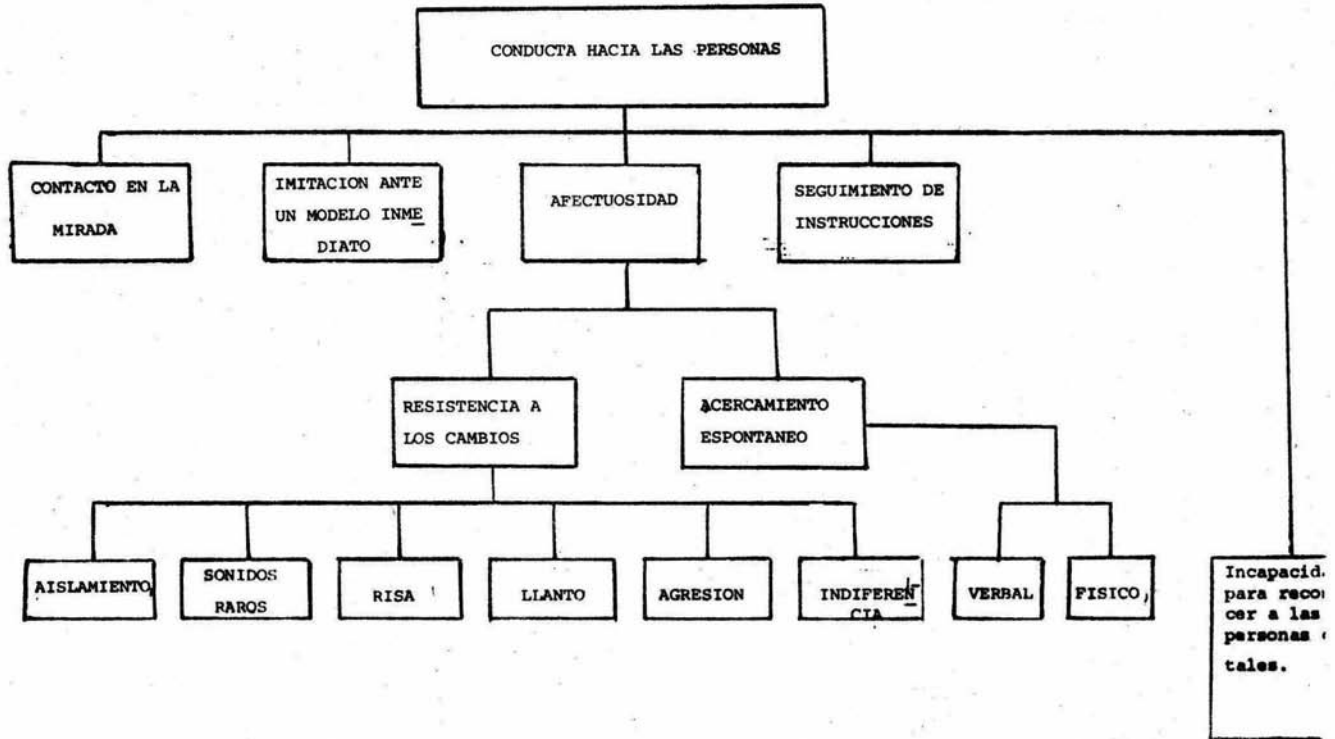 CONDUCTA HACIA LAS PERSONAS
CONTACTO EN LA
MIRADA
IMITACION ANTE
UN MODELO INME
DIATO
AFECTUOSIDAD
SEGUIMIENTO DE
INSTRUCCIONES
RESISTENCIA A
LOS CAMBIOS
ACERCAMIENTO
ESPONTANEO
AISLAMIENTO
SONIDOS
RAROS
RISA
LLANTO
AGRESION
INDIFEREN
CIA
VERBAL
FISICO
para
cer a las
personas
tales.